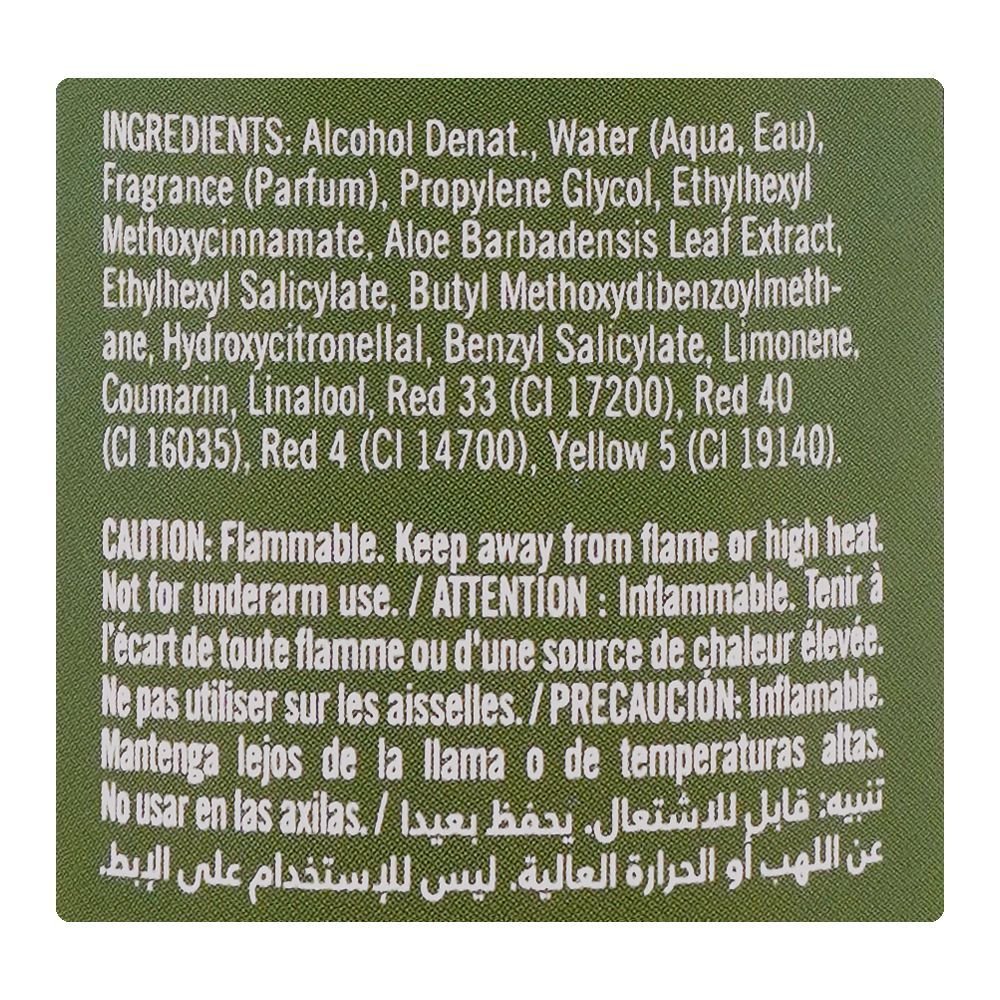 INGREDIENTS: Alcohol Denat., Water (Aqua, Eau),
Fragrance (Parfum), Propylene Glycol, Ethylhexyl
Methoxycinnamate, Aloe Barbadensis Leaf Extract,
Ethylhexyl Salicylate, Butyl Methoxydibenzoylmeth-
ane, Hydroxycitronellal, Benzyl Salicylate, Limonene,
Coumarin, Linalool, Red 33 (CI 17200), Red 40
(CI 16035), Red 4 (CI 14700), Yellow 5 (CI 19140).
CAUTION: Flammable. Keep away from flame or high heat.
Not for underarm use. / ATTENTION : Inflammable. Tenir à
l'écart de toute flamme ou d'une source de chaleur élevée.
Ne pas utiliser sur les aisselles. / PRECAUCIÓN: Inflamable.
Mantenga lejos de la llama o de temperaturas altas.
No usar en las axilas. / تنبيه: قابل للاشتعال. يحفظ بعيدا
عن اللهب أو الحرارة العالية. ليس للإستخدام على الإبط.